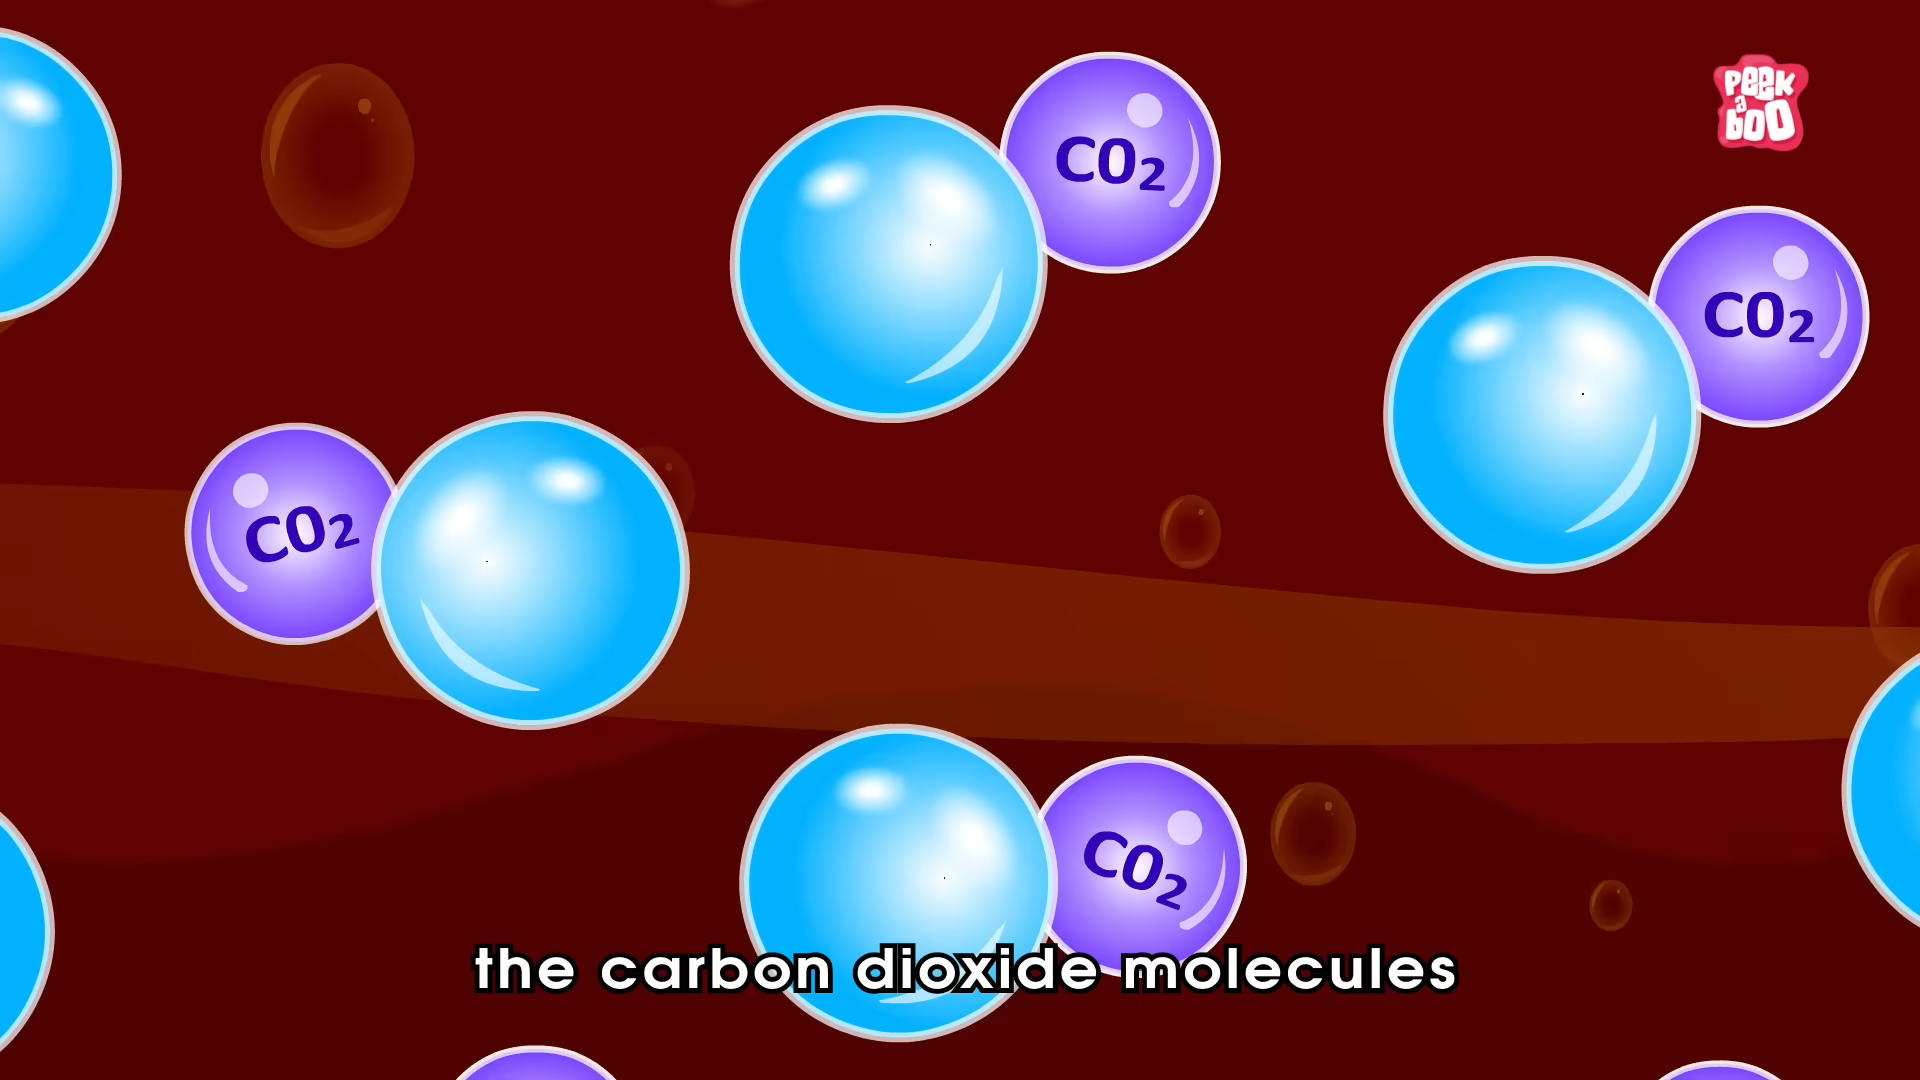 PEEK
a
boo
CO₂
CO₂
CO₂
CO₂
the carbon dioxide molecules